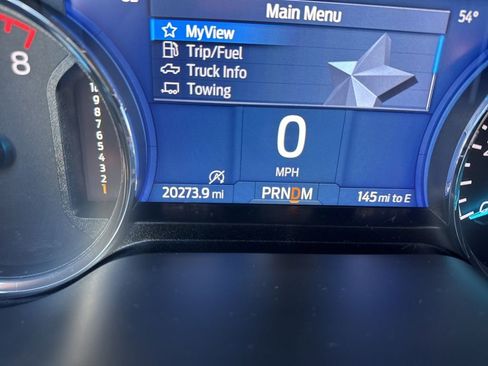 Main Menu
54°
MyView
Trip/Fuel
Truck Info
Towing
8
10
9
8
7
6
5
4
3
2
1
0
MPH
20273.9 mi
PRNDM
145 mi to E